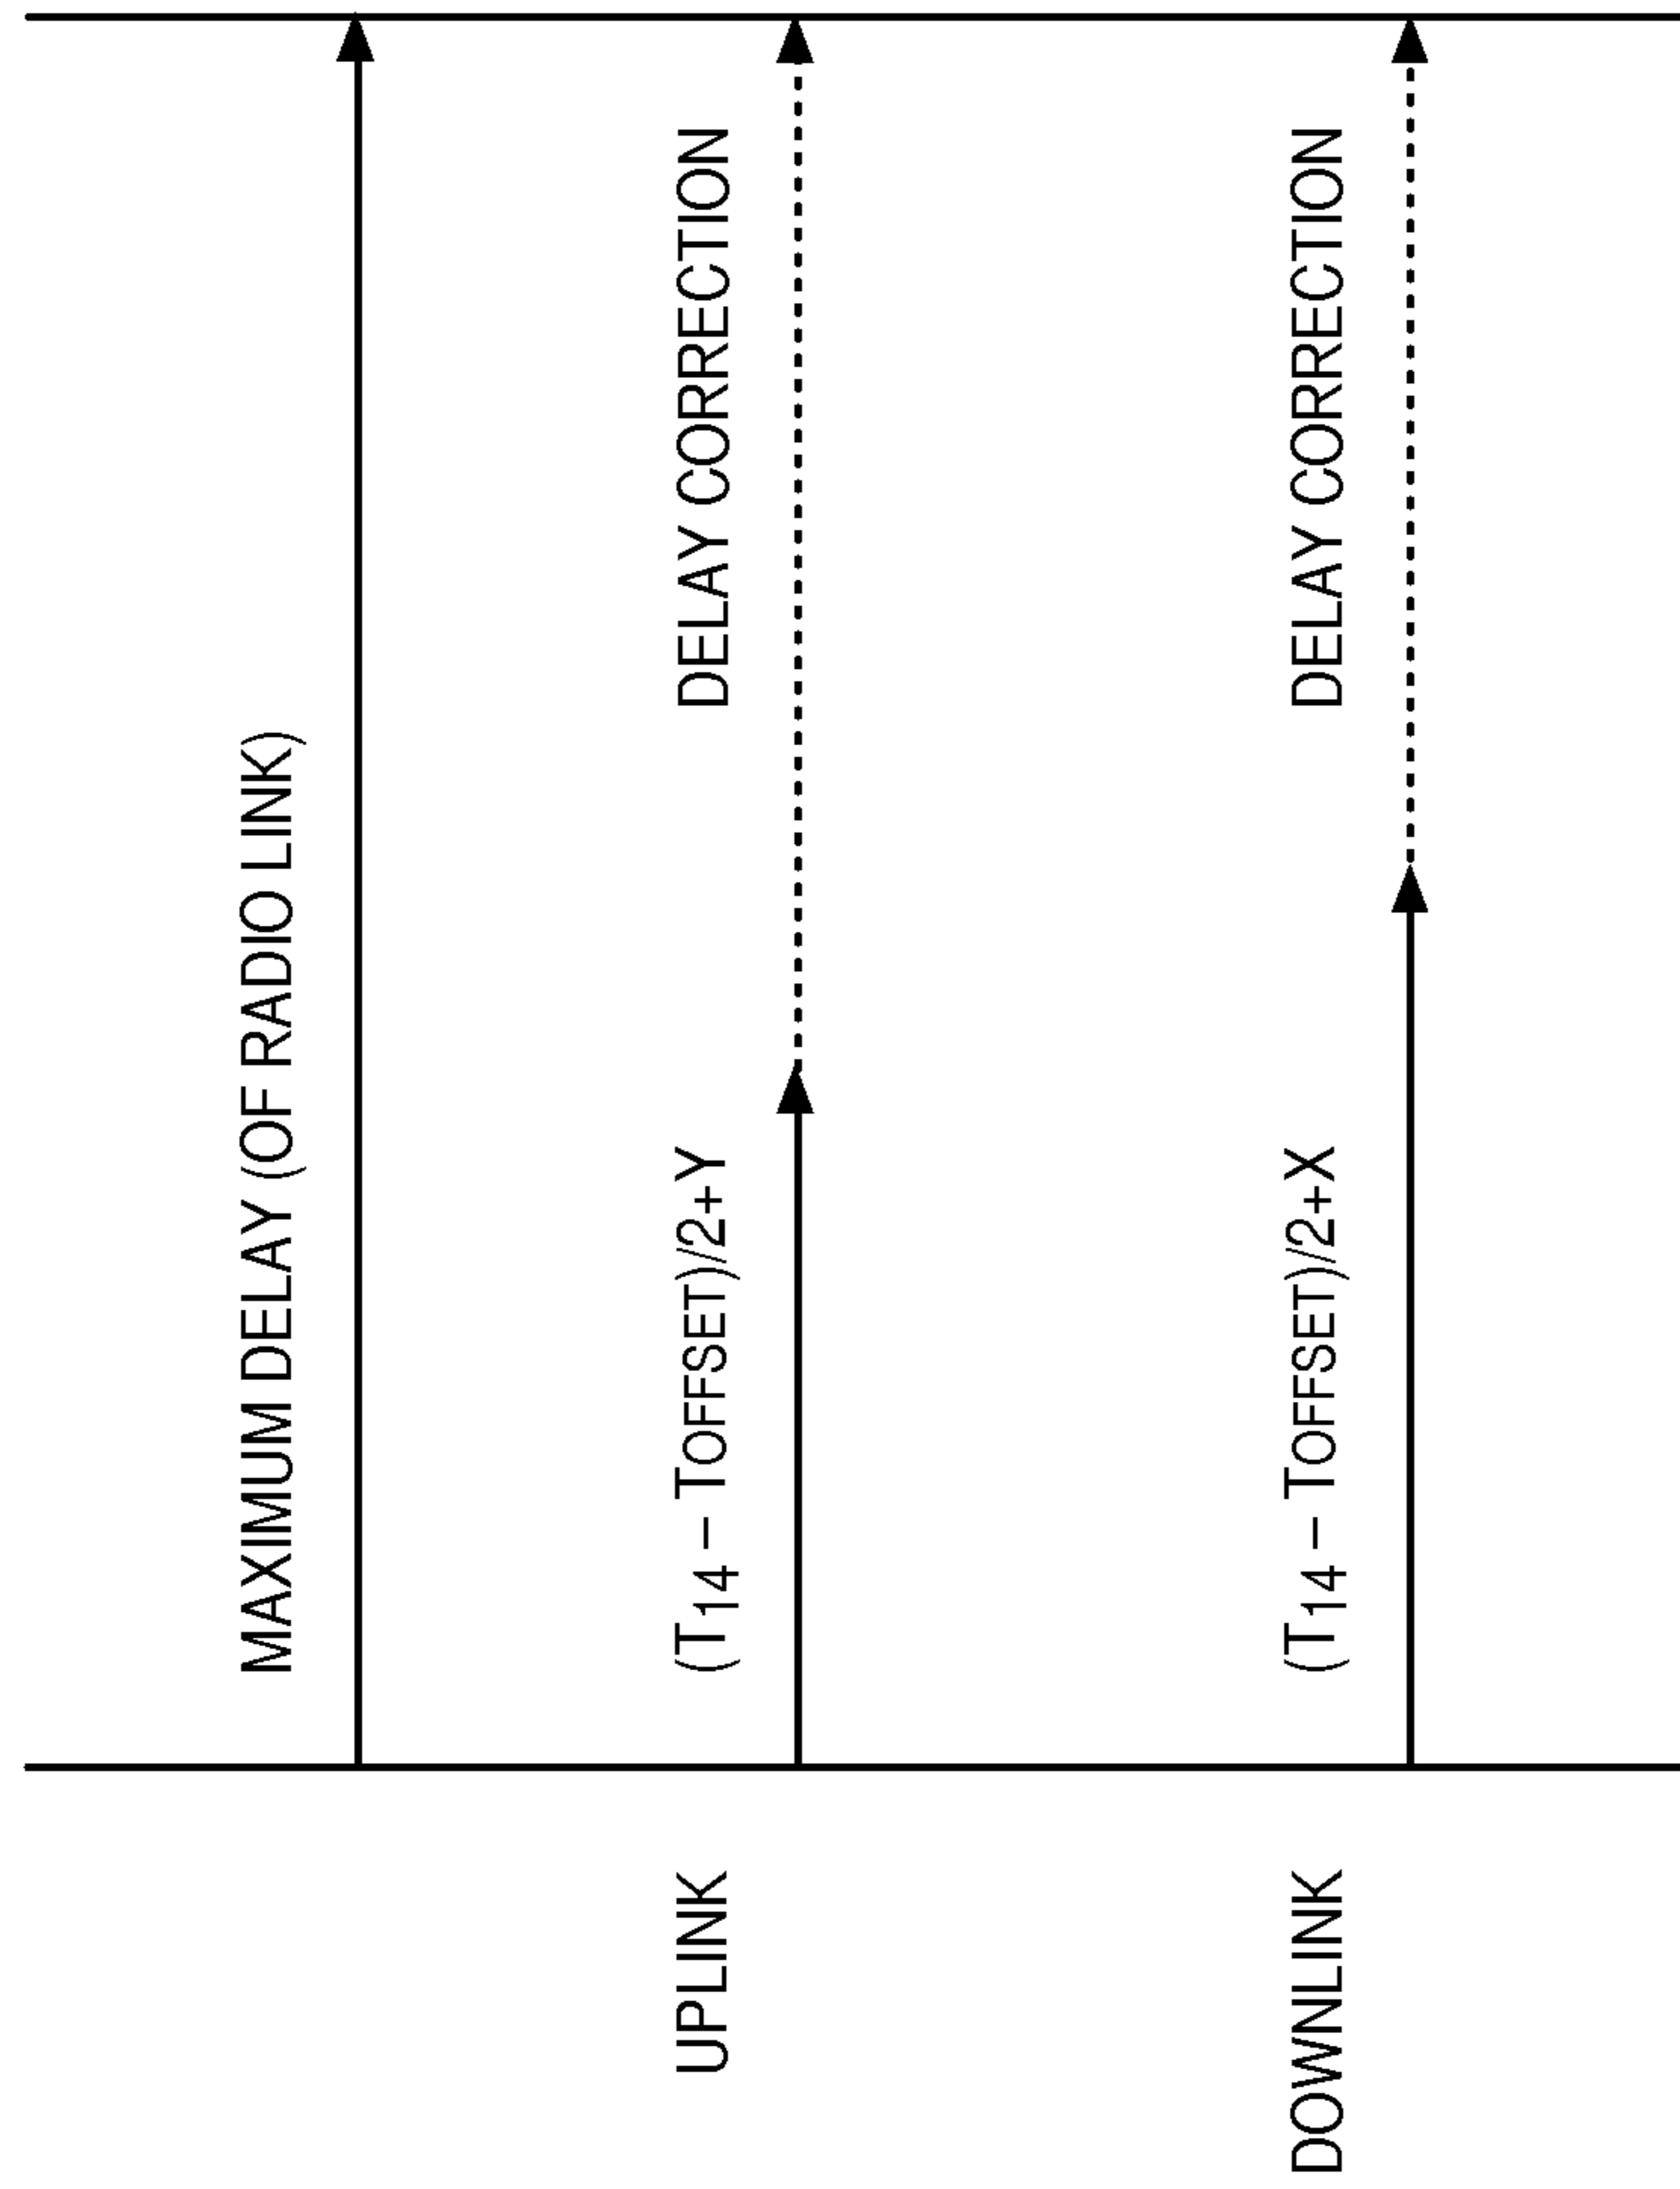 MAXIMUM DELAY (OF RADIO LINK)
UPLINK
(T14 – TOFFSET)/2+Y
DELAY CORRECTION
DOWNLINK
(T14 – TOFFSET)/2+X
DELAY CORRECTION